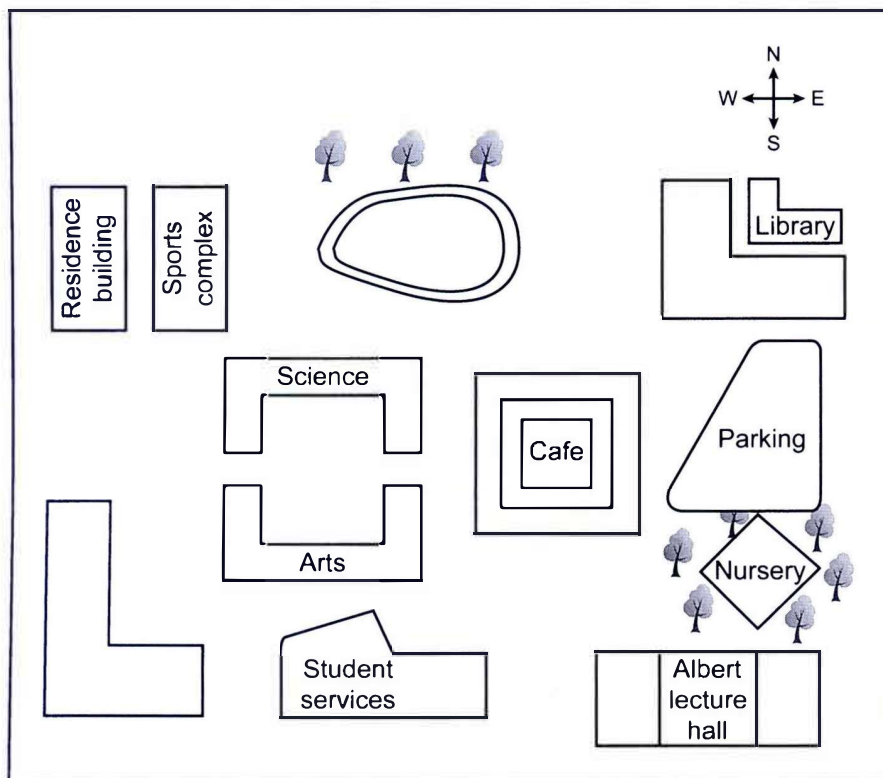 N
W E
S
Residence
building
Sports
complex
Library
Science
Cafe
Parking
Arts
Nursery
Student
services
Albert
lecture
hall